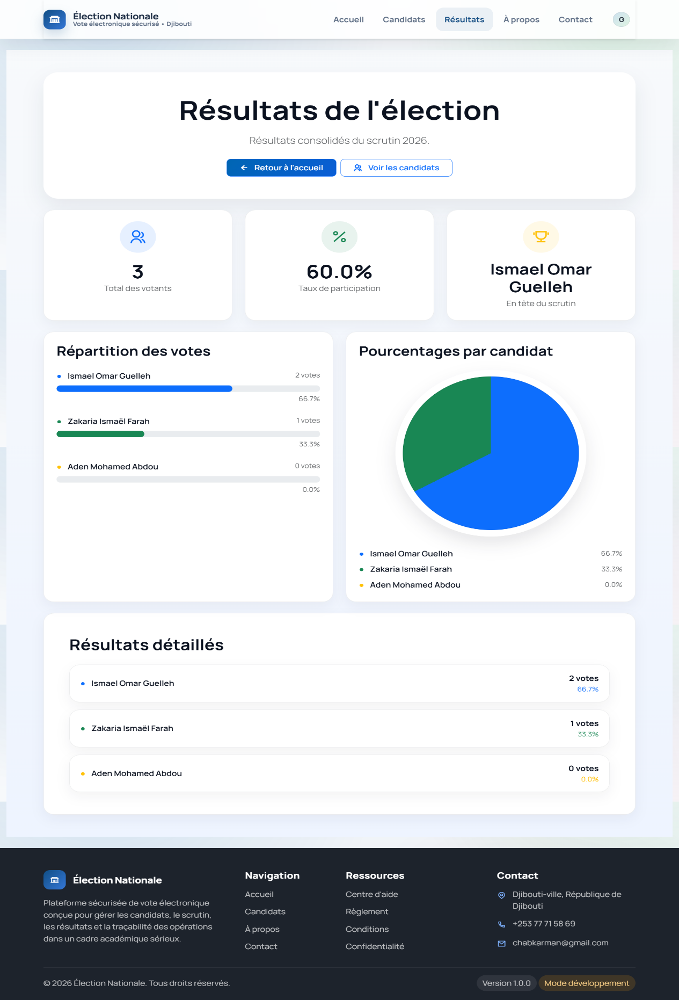 Élection Nationale
Vote électronique sécurisé • Djibouti
Accueil
Candidats
Résultats
À propos
Contact
G
Résultats de l'élection
Résultats consolidés du scrutin 2026.
Retour à l'accueil
Voir les candidats
3
Total des votants
60.0%
Taux de participation
Ismael Omar
Guelleh
En tête du scrutin
Répartition des votes
Ismael Omar Guelleh
2 votes
66.7%
Zakaria Ismaël Farah
1 votes
33.3%
Aden Mohamed Abdou
0 votes
0.0%
Pourcentages par candidat
Ismael Omar Guelleh
66.7%
Zakaria Ismaël Farah
33.3%
Aden Mohamed Abdou
0.0%
Résultats détaillés
Ismael Omar Guelleh
2 votes
66.7%
Zakaria Ismaël Farah
1 votes
33.3%
Aden Mohamed Abdou
0 votes
0.0%
Élection Nationale
Plateforme sécurisée de vote électronique
conçue pour gérer les candidats, le scrutin,
les résultats et la traçabilité des opérations
dans un cadre académique sérieux.
Navigation
Accueil
Candidats
À propos
Contact
Ressources
Centre d'aide
Règlement
Conditions
Confidentialité
Contact
Djibouti-ville, République de
Djibouti
+253 77 71 58 69
chabkarman@gmail.com
© 2026 Élection Nationale. Tous droits réservés.
Version 1.0.0
Mode développement